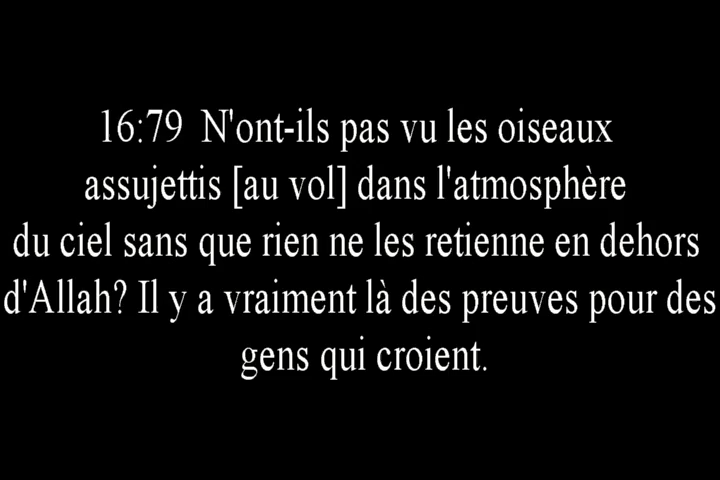 16:79  N'ont-ils pas vu les oiseaux
assujettis [au vol] dans l'atmosphère
du ciel sans que rien ne les retienne en dehors
d'Allah? Il y a vraiment là des preuves pour des
gens qui croient.